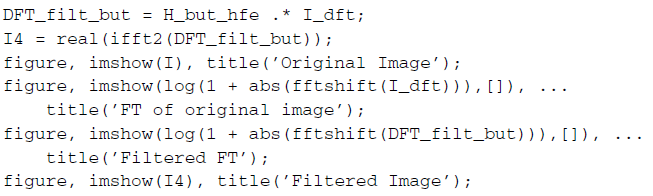 DFT_filt_but = H_but_hfe .* I_dft;
I4 = real(ifft2(DFT_filt_but));
figure, imshow(I), title(’Original Image’);
figure, imshow(log(1 + abs(fftshift(I_dft))),[]), ...
    title(’FT of original image’);
figure, imshow(log(1 + abs(fftshift(DFT_filt_but))),[]), ...
    title(’Filtered FT’);
figure, imshow(I4), title(’Filtered Image’);